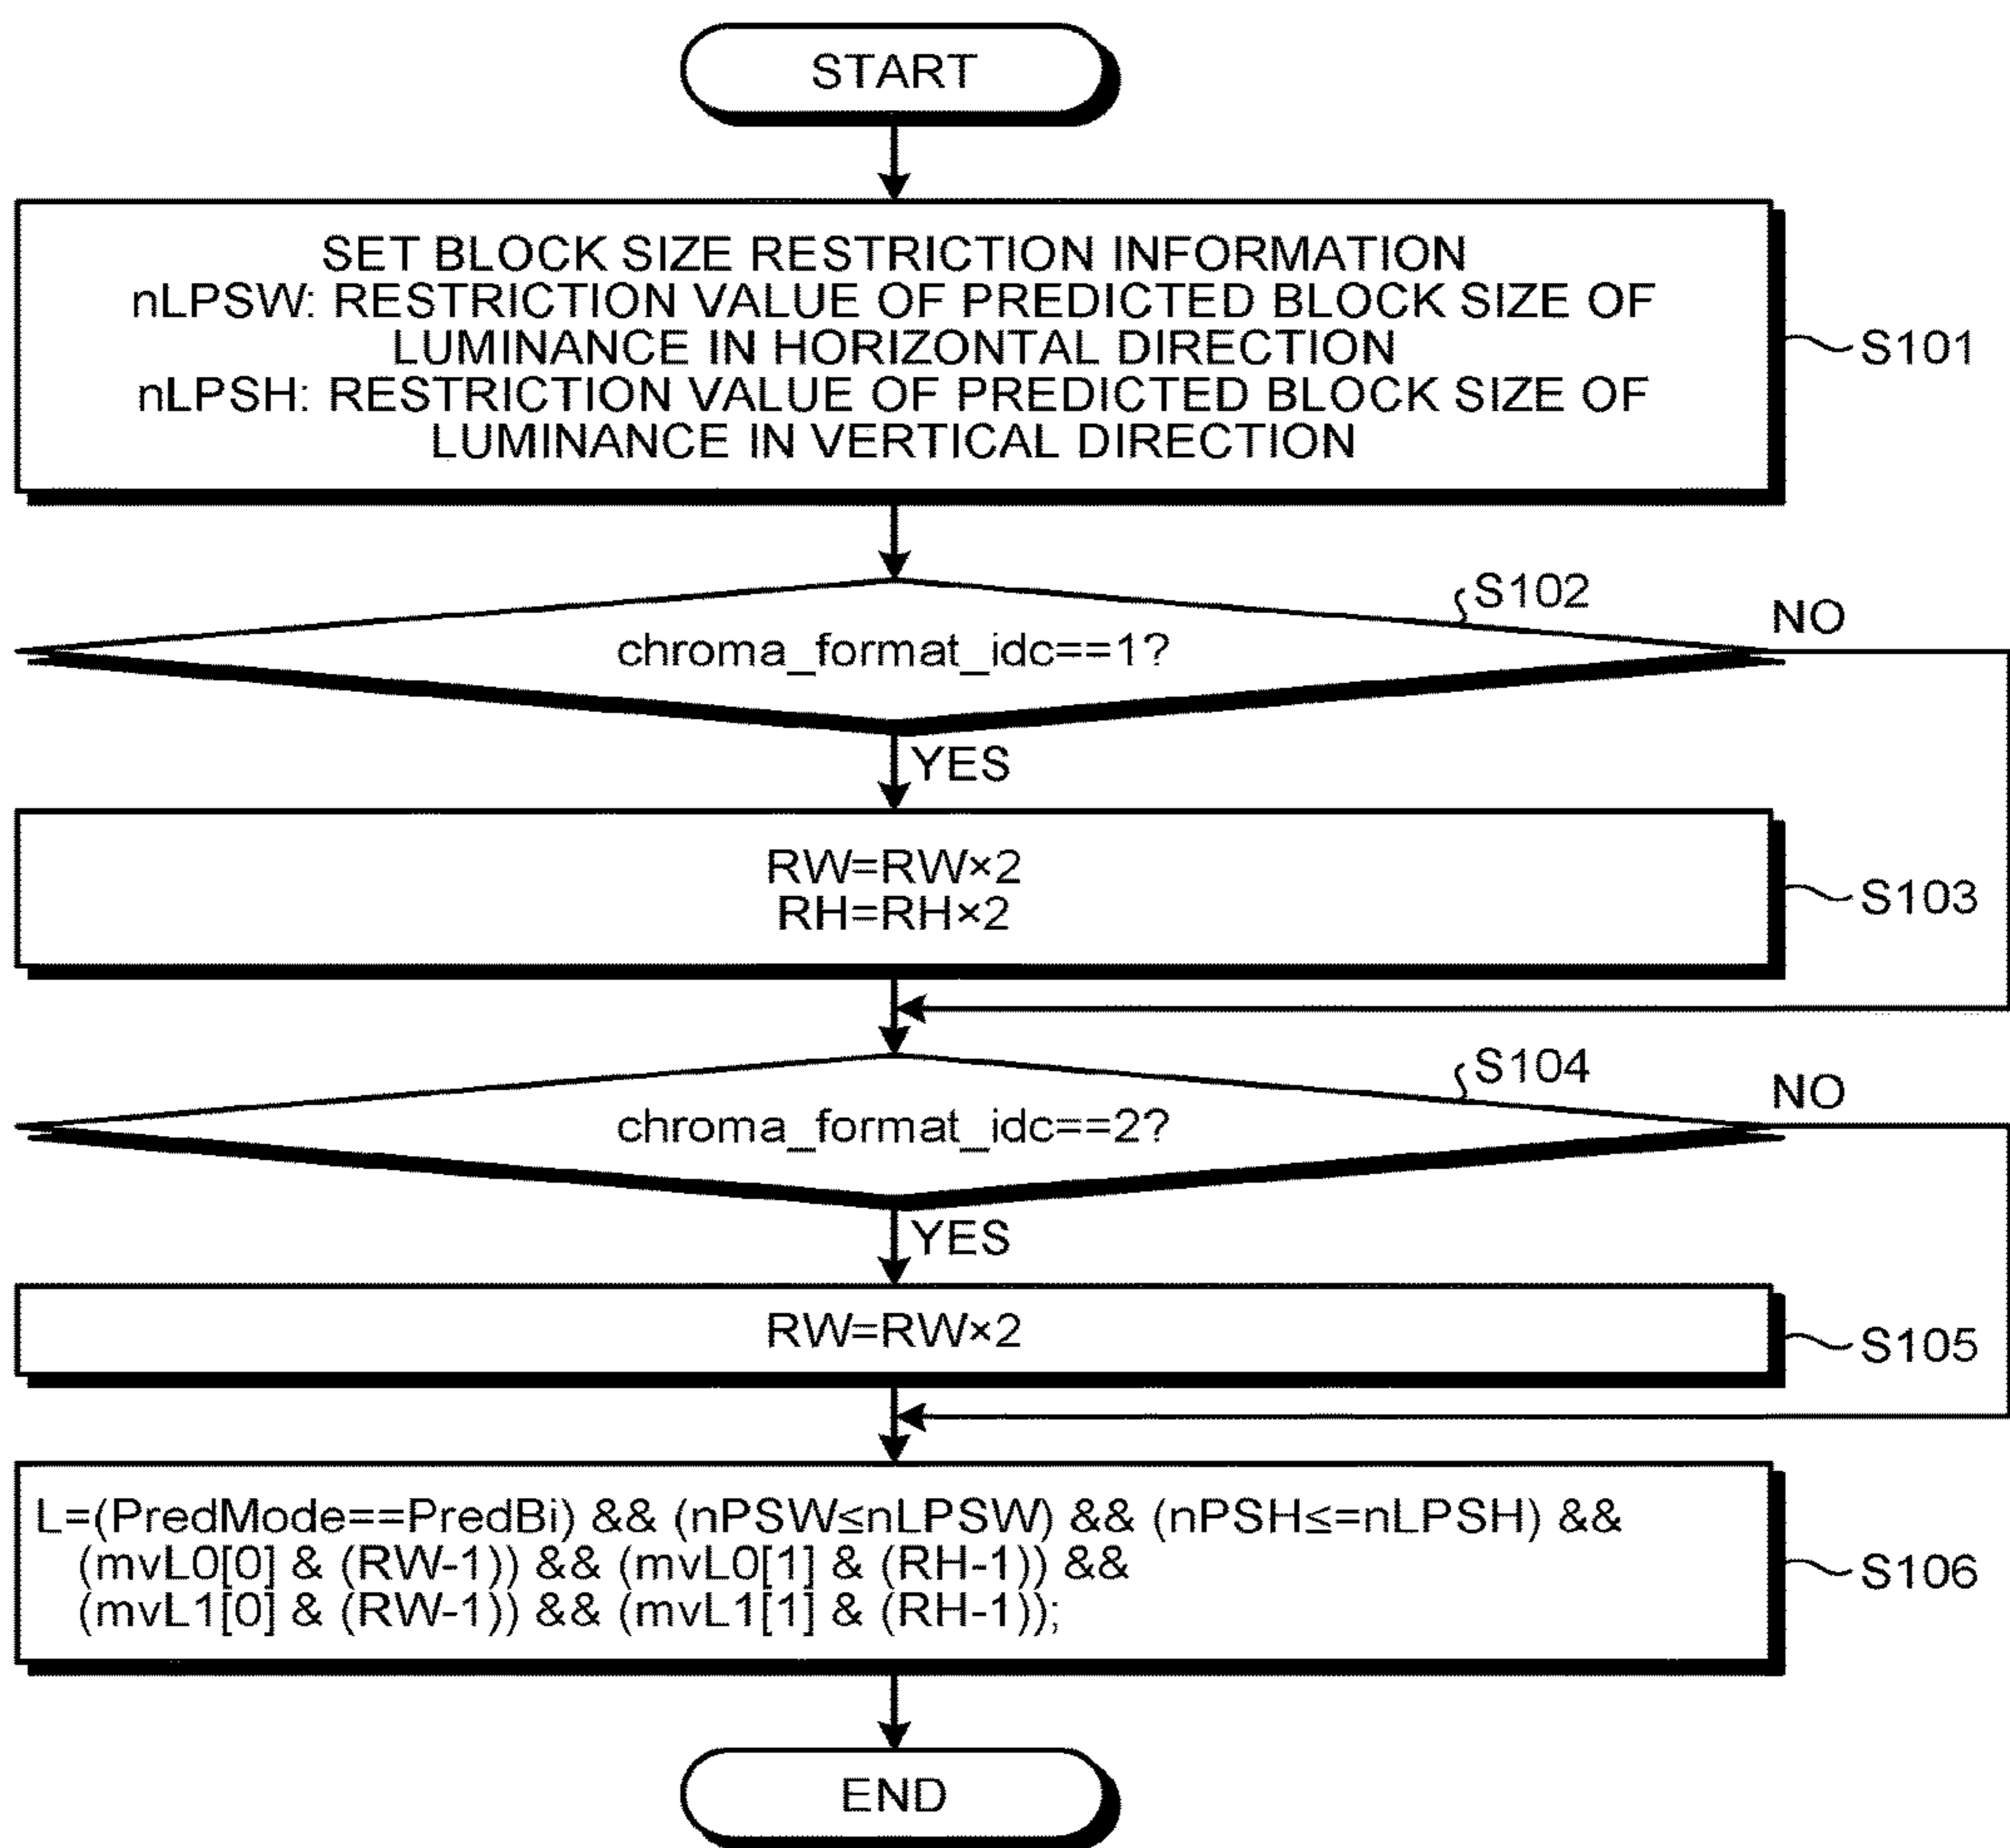 START
SET BLOCK SIZE RESTRICTION INFORMATION
nLPSW: RESTRICTION VALUE OF PREDICTED BLOCK SIZE OF
LUMINANCE IN HORIZONTAL DIRECTION
nLPSH: RESTRICTION VALUE OF PREDICTED BLOCK SIZE OF
LUMINANCE IN VERTICAL DIRECTION
S101
S102
NO
chroma_format_idc==1?
YES
RW=RW×2
RH=RH×2
S103
S104
NO
chroma_format_idc==2?
YES
RW=RW×2
S105
L=(PredMode==PredBi) && (nPSW≤nLPSW) && (nPSH≤=nLPSH) &&
(mvL0[0] & (RW-1)) && (mvL0[1] & (RH-1)) &&
(mvL1[0] & (RW-1)) && (mvL1[1] & (RH-1));
S106
END